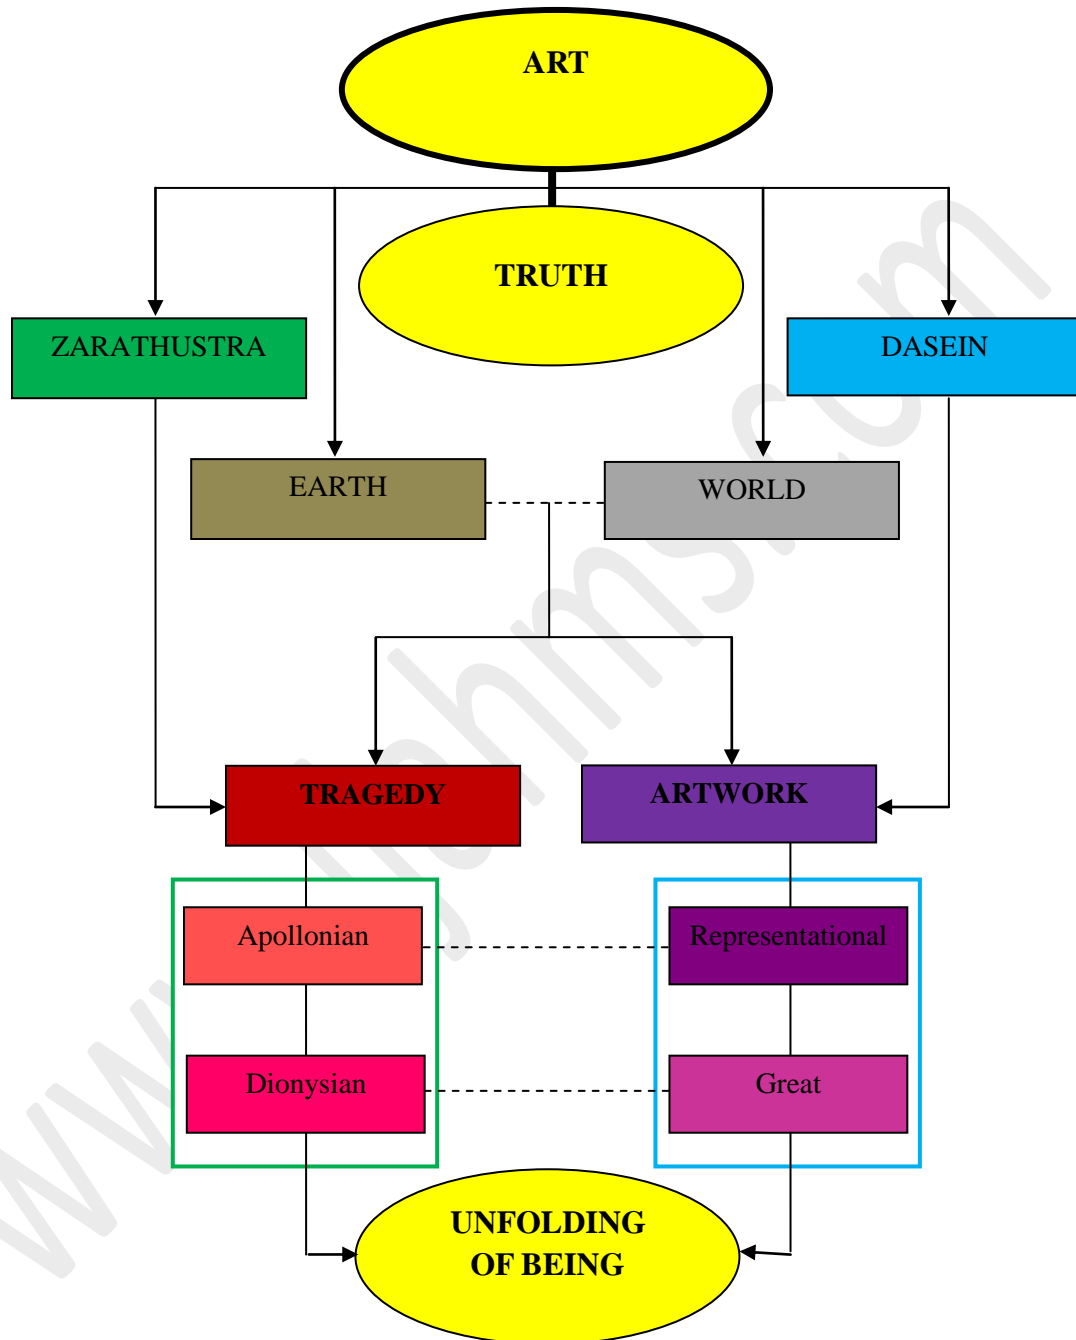 ART
TRUTH
ZARATHUSTRA
DASEIN
EARTH
WORLD
TRAGEDY
ARTWORK
Apollonian
Representational
Dionysian
Great
UNFOLDING
OF BEING